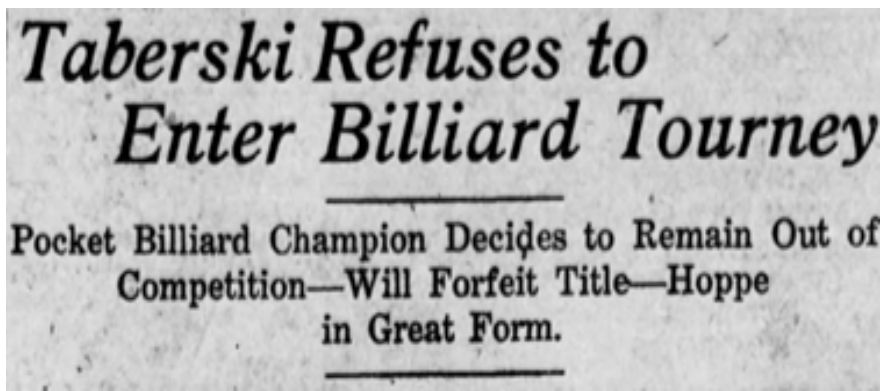 Taberski Refuses to
Enter Billiard Tourney
Pocket Billiard Champion Decides to Remain Out of
Competition—Will Forfeit Title—Hoppe
in Great Form.